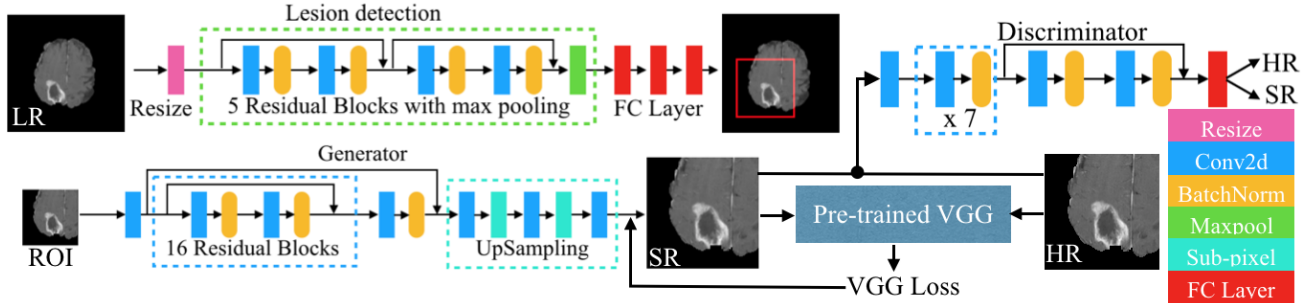 Lesion detection
LR
Resize
5 Residual Blocks with max pooling
FC Layer
Discriminator
x 7
HR
SR
Generator
ROI
16 Residual Blocks
UpSampling
SR
Pre-trained VGG
VGG Loss
HR
Resize
Conv2d
BatchNorm
Maxpool
Sub-pixel
FC Layer